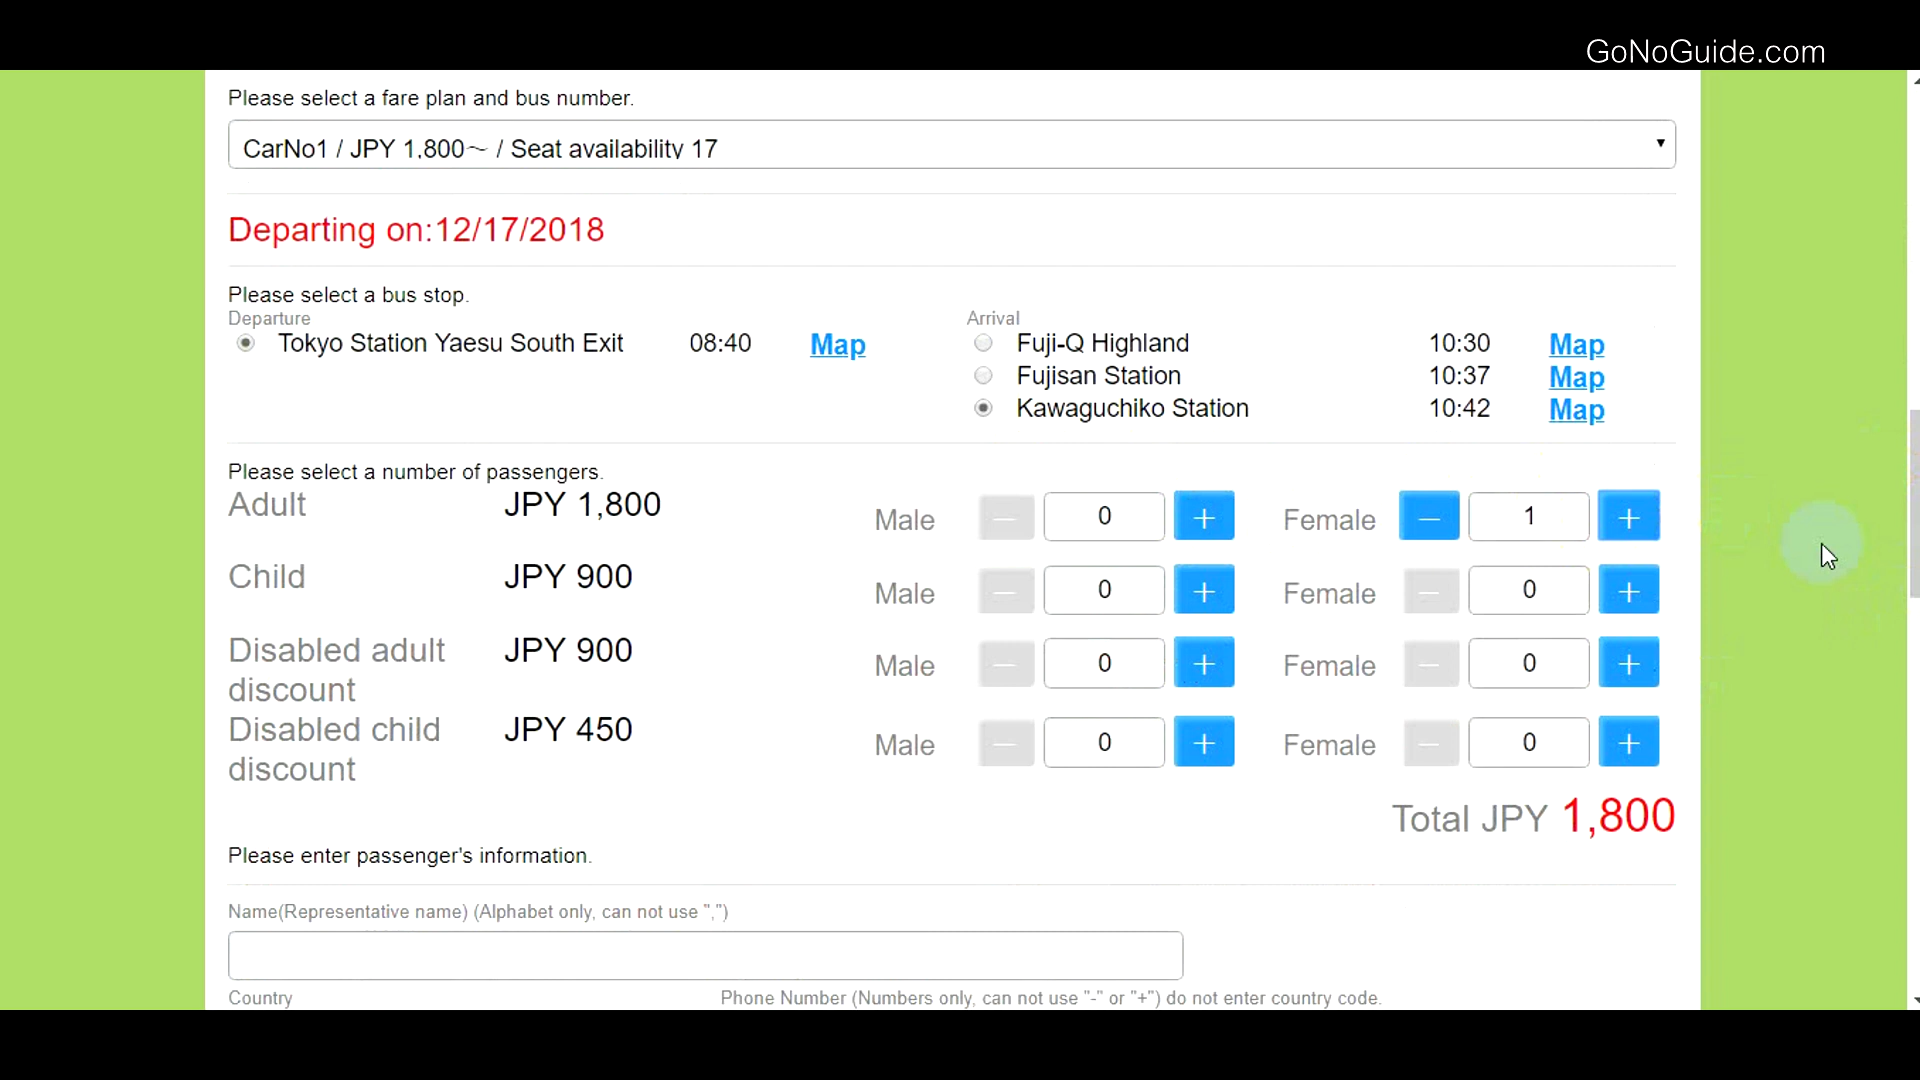 GoNoGuide.com
Please select a fare plan and bus number.
CarNo1 / JPY 1,800～ / Seat availability 17
Departing on:12/17/2018
Please select a bus stop.
Departure
Tokyo Station Yaesu South Exit 08:40 Map
Arrival
Fuji-Q Highland 10:30 Map
Fujisan Station 10:37 Map
Kawaguchiko Station 10:42 Map
Please select a number of passengers.
Adult JPY 1,800 Male — 0 + Female — 1 +
Child JPY 900 Male — 0 + Female — 0 +
Disabled adult JPY 900 Male — 0 + Female — 0 +
discount
Disabled child JPY 450 Male — 0 + Female — 0 +
discount
Total JPY 1,800
Please enter passenger's information.
Name(Representative name) (Alphabet only, can not use ",")
Country Phone Number (Numbers only, can not use "-" or "+") do not enter country code.